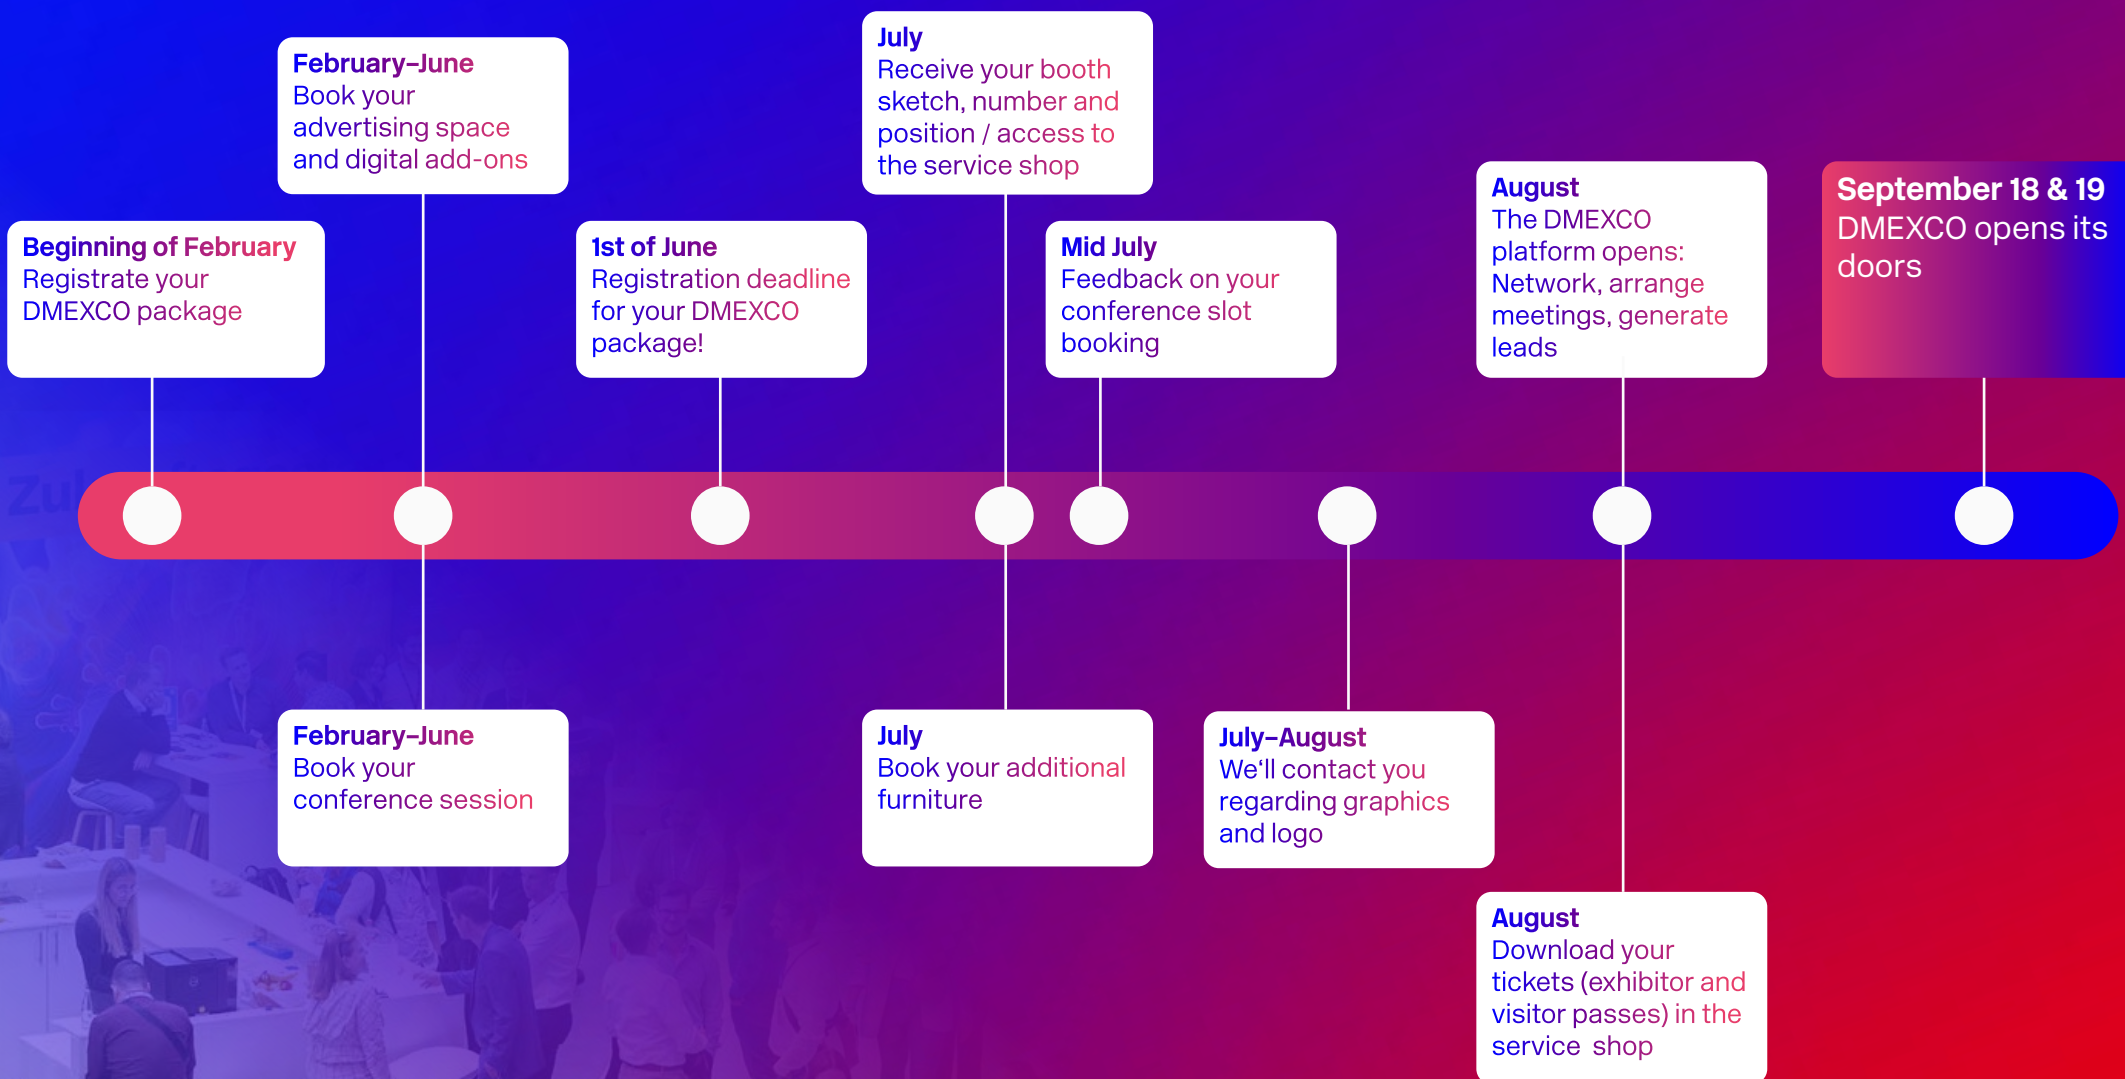 Beginning of February
Registrate your
DMEXCO package
February–June
Book your
advertising space
and digital add-ons
February–June
Book your
conference session
1st of June
Registration deadline
for your DMEXCO
package!
July
Receive your booth
sketch, number and
position / access to
the service shop
July
Book your additional
furniture
Mid July
Feedback on your
conference slot
booking
July–August
We‘ll contact you
regarding graphics
and logo
August
The DMEXCO
platform opens:
Network, arrange
meetings, generate
leads
August
Download your
tickets (exhibitor and
visitor passes) in the
service shop
September 18 & 19
DMEXCO opens its
doors